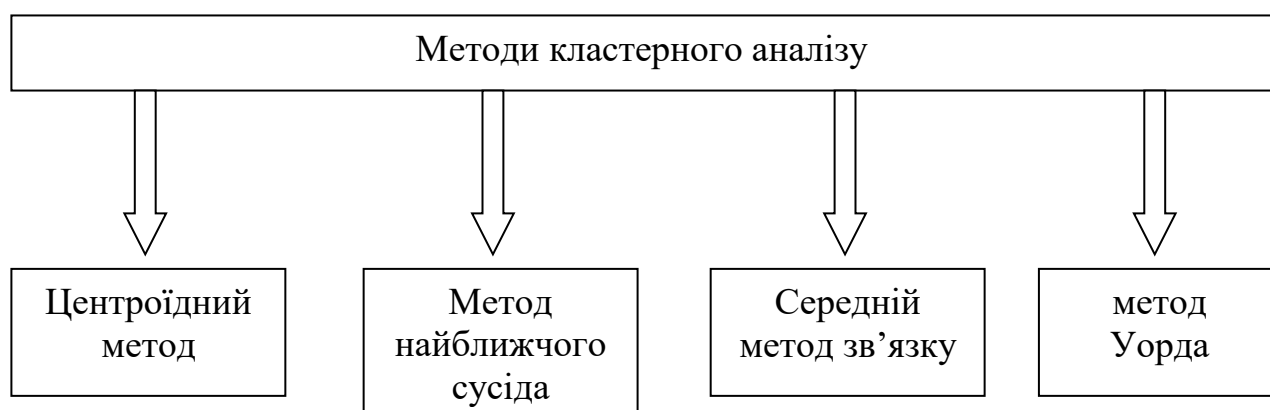 Методи кластерного аналізу
Центроїдний
метод
Метод
найближчого
сусіда
Середній
метод зв’язку
метод
Уорда